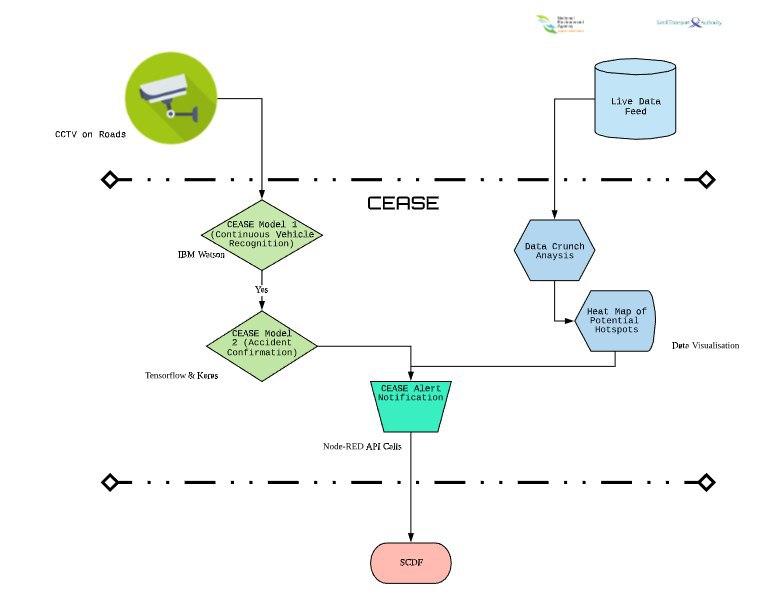 National
Environment
Agency
Land Transport Authority
Live Data
Feed
CCTV on Roads
CEASE
CEASE Model 1
(Continuous Vehicle
Recognition)
IBM Watson
Data Crunch
Anaysis
Yes
Heat Map of
Potential
Hotspots
CEASE Model
2 (Accident
Confirmation)
Data Visualisation
Tensorflow & Keres
CEASE Alert
Notification
Node-RED API Calls
SCDF